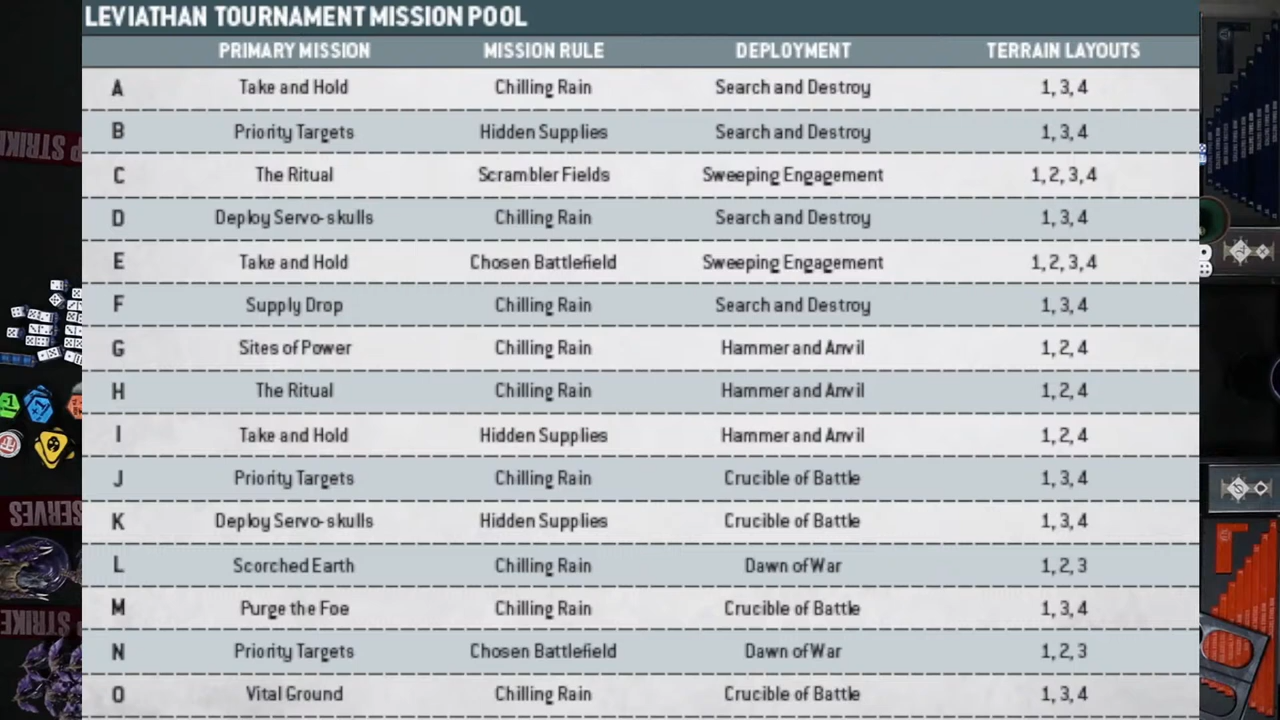 LEVIATHAN TOURNAMENT MISSION POOL
PRIMARY MISSION MISSION RULE DEPLOYMENT TERRAIN LAYOUTS
A Take and Hold Chilling Rain Search and Destroy 1, 3, 4
B Priority Targets Hidden Supplies Search and Destroy 1, 3, 4
C The Ritual Scrambler Fields Sweeping Engagement 1, 2, 3, 4
D Deploy Servo-skulls Chilling Rain Search and Destroy 1, 3, 4
E Take and Hold Chosen Battlefield Sweeping Engagement 1, 2, 3, 4
F Supply Drop Chilling Rain Search and Destroy 1, 3, 4
G Sites of Power Chilling Rain Hammer and Anvil 1, 2, 4
H The Ritual Chilling Rain Hammer and Anvil 1, 2, 4
I Take and Hold Hidden Supplies Hammer and Anvil 1, 2, 4
J Priority Targets Chilling Rain Crucible of Battle 1, 3, 4
K Deploy Servo-skulls Hidden Supplies Crucible of Battle 1, 3, 4
L Scorched Earth Chilling Rain Dawn of War 1, 2, 3
M Purge the Foe Chilling Rain Crucible of Battle 1, 3, 4
N Priority Targets Chosen Battlefield Dawn of War 1, 2, 3
O Vital Ground Chilling Rain Crucible of Battle 1, 3, 4
STRIKE
-1
+1